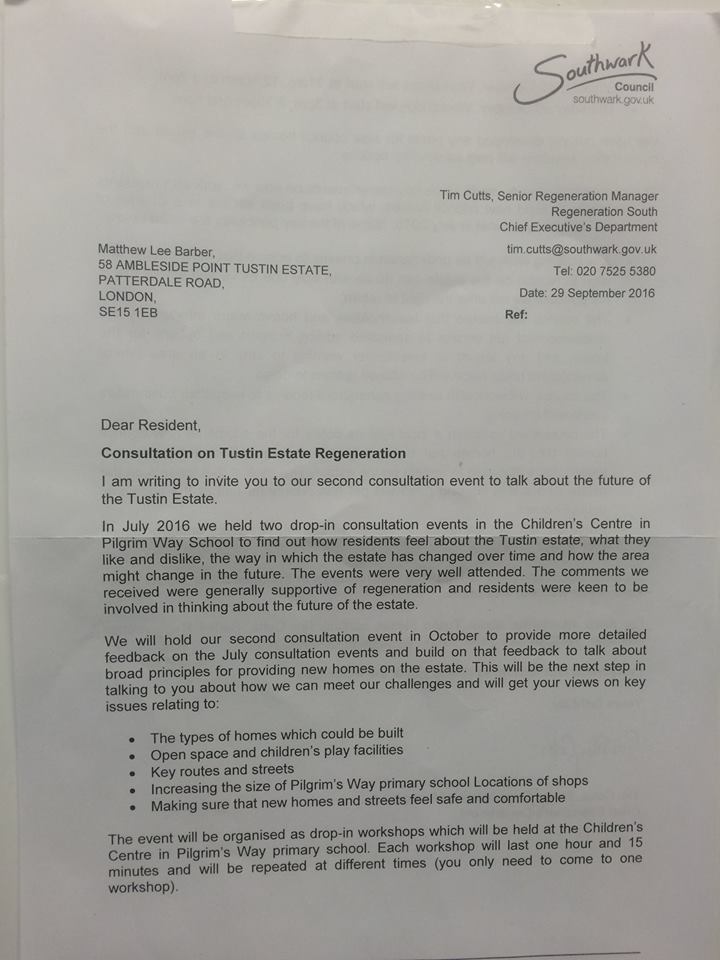 Southwark
Council
southwark.gov.uk
Tim Cutts, Senior Regeneration Manager
Regeneration South
Chief Executive's Department
tim.cutts@southwark.gov.uk
Tel: 020 7525 5380
Date: 29 September 2016
Ref:
Matthew Lee Barber,
58 AMBLESIDE POINT TUSTIN ESTATE,
PATTERDALE ROAD,
LONDON,
SE15 1EB
Dear Resident,
Consultation on Tustin Estate Regeneration
I am writing to invite you to our second consultation event to talk about the future of
the Tustin Estate.
In July 2016 we held two drop-in consultation events in the Children's Centre in
Pilgrim Way School to find out how residents feel about the Tustin estate, what they
like and dislike, the way in which the estate has changed over time and how the area
might change in the future. The events were very well attended. The comments we
received were generally supportive of regeneration and residents were keen to be
involved in thinking about the future of the estate.
We will hold our second consultation event in October to provide more detailed
feedback on the July consultation events and build on that feedback to talk about
broad principles for providing new homes on the estate. This will be the next step in
talking to you about how we can meet our challenges and will get your views on key
issues relating to:
• The types of homes which could be built
• Open space and children's play facilities
• Key routes and streets
• Increasing the size of Pilgrim's Way primary school Locations of shops
• Making sure that new homes and streets feel safe and comfortable
The event will be organised as drop-in workshops which will be held at the Children's
Centre in Pilgrim's Way primary school. Each workshop will last one hour and 15
minutes and will be repeated at different times (you only need to come to one
workshop).